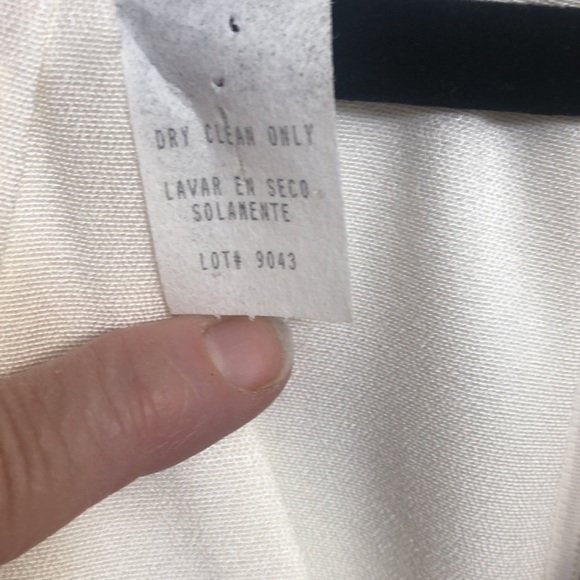 DRY CLEAN ONLY
LAVAR EN SECO
SOLAMENTE
LOT# 9043